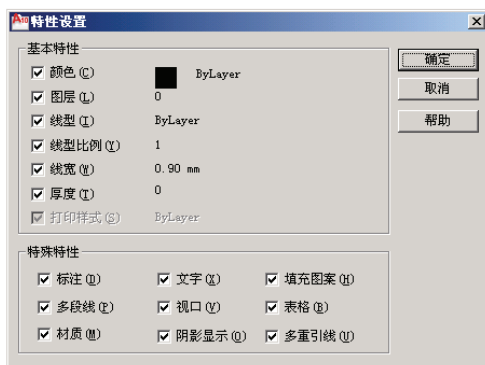 特性设置
基本特性
颜色(C) ByLayer
图层(L) 0
线型(I) ByLayer
线型比例(Y) 1
线宽(W) 0.90 mm
厚度(T) 0
打印样式(S) ByLayer
确定
取消
帮助
特殊特性
标注(D) 文字(X) 填充图案(H)
多段线(P) 视口(V) 表格(B)
材质(M) 阴影显示(O) 多重引线(U)